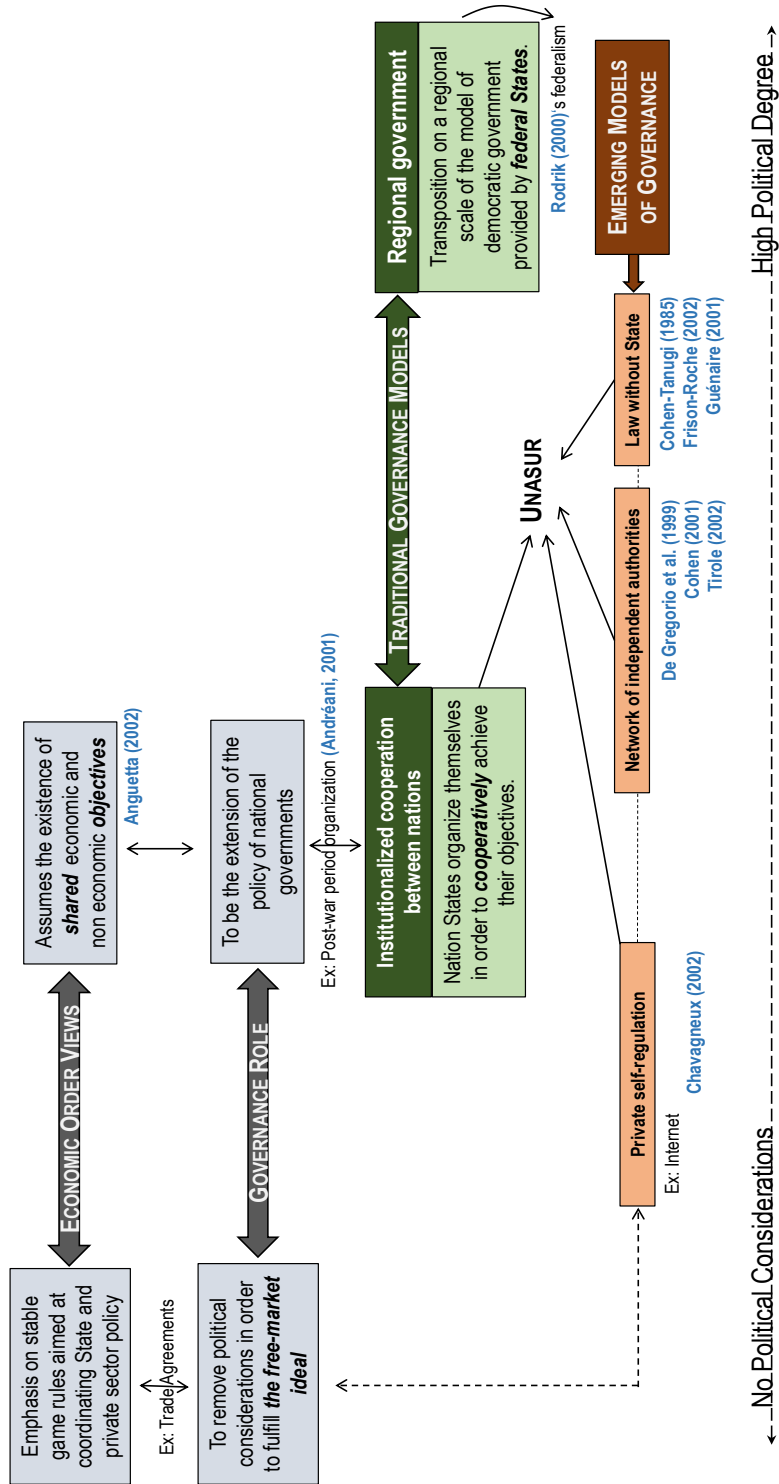 Emphasis on stable
game rules aimed at
coordinating State and
private sector policy
ECONOMIC ORDER VIEWS
Assumes the existence of
shared economic and
non economic objectives
Anguetta (2002)
Ex: Trade Agreements
To remove political
considerations in order
to fulfill the free-market
ideal
GOVERNANCE ROLE
To be the extension of the
policy of national
governments
Ex: Post-war period organization (Andréani, 2001)
Institutionalized cooperation
between nations
Nation States organize themselves
in order to cooperatively achieve
their objectives.
TRADITIONAL GOVERNANCE MODELS
Regional government
Transposition on a regional
scale of the model of
democratic government
provided by federal States.
Rodrik (2000)'s federalism
UNASUR
Private self-regulation
Ex: Internet
Chavagneux (2002)
Network of independent authorities
De Gregorio et al. (1999)
Cohen (2001)
Tirole (2002)
Law without State
Cohen-Tanugi (1985)
Frison-Roche (2002)
Guénaire (2001)
EMERGING MODELS
OF GOVERNANCE
No Political Considerations
High Political Degree